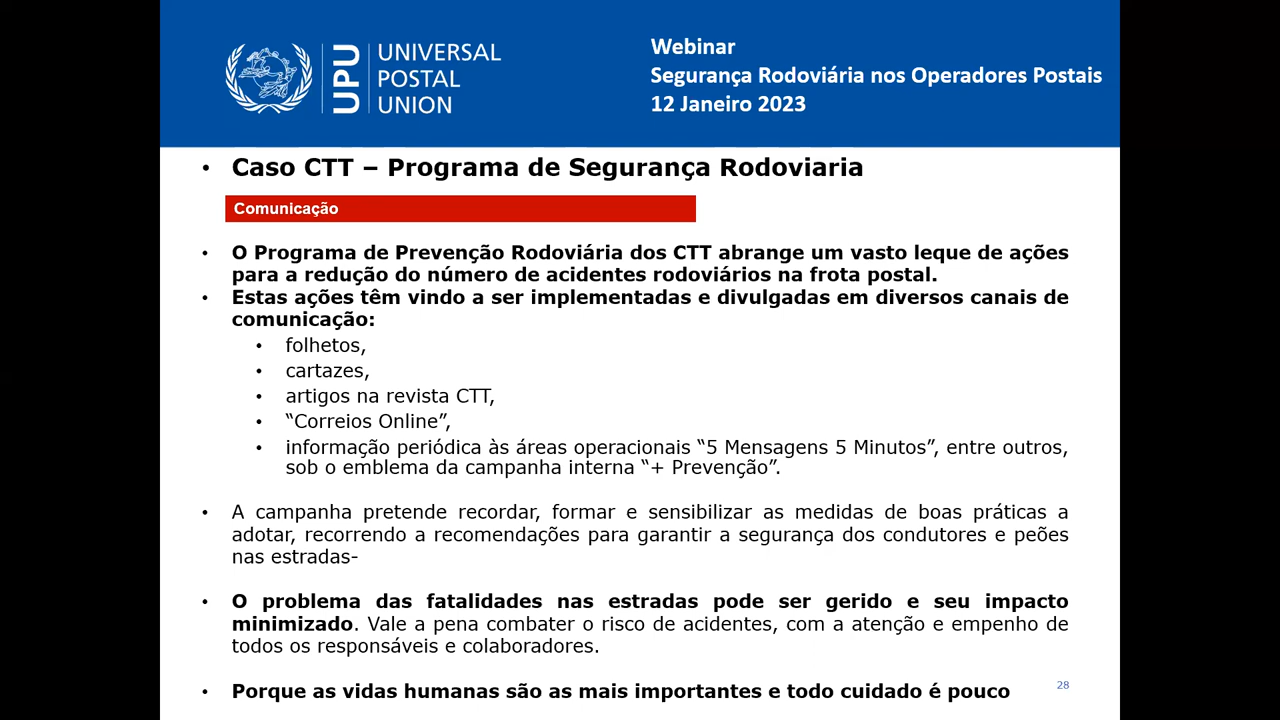 UPU
UNIVERSAL
POSTAL
UNION
Webinar
Segurança Rodoviária nos Operadores Postais
12 Janeiro 2023
• Caso CTT – Programa de Segurança Rodoviaria
Comunicação
• O Programa de Prevenção Rodoviária dos CTT abrange um vasto leque de ações
para a redução do número de acidentes rodoviários na frota postal.
• Estas ações têm vindo a ser implementadas e divulgadas em diversos canais de
comunicação:
• folhetos,
• cartazes,
• artigos na revista CTT,
• “Correios Online”,
• informação periódica às áreas operacionais “5 Mensagens 5 Minutos”, entre outros,
sob o emblema da campanha interna “+ Prevenção”.
• A campanha pretende recordar, formar e sensibilizar as medidas de boas práticas a
adotar, recorrendo a recomendações para garantir a segurança dos condutores e peões
nas estradas-
• O problema das fatalidades nas estradas pode ser gerido e seu impacto
minimizado. Vale a pena combater o risco de acidentes, com a atenção e empenho de
todos os responsáveis e colaboradores.
• Porque as vidas humanas são as mais importantes e todo cuidado é pouco
28